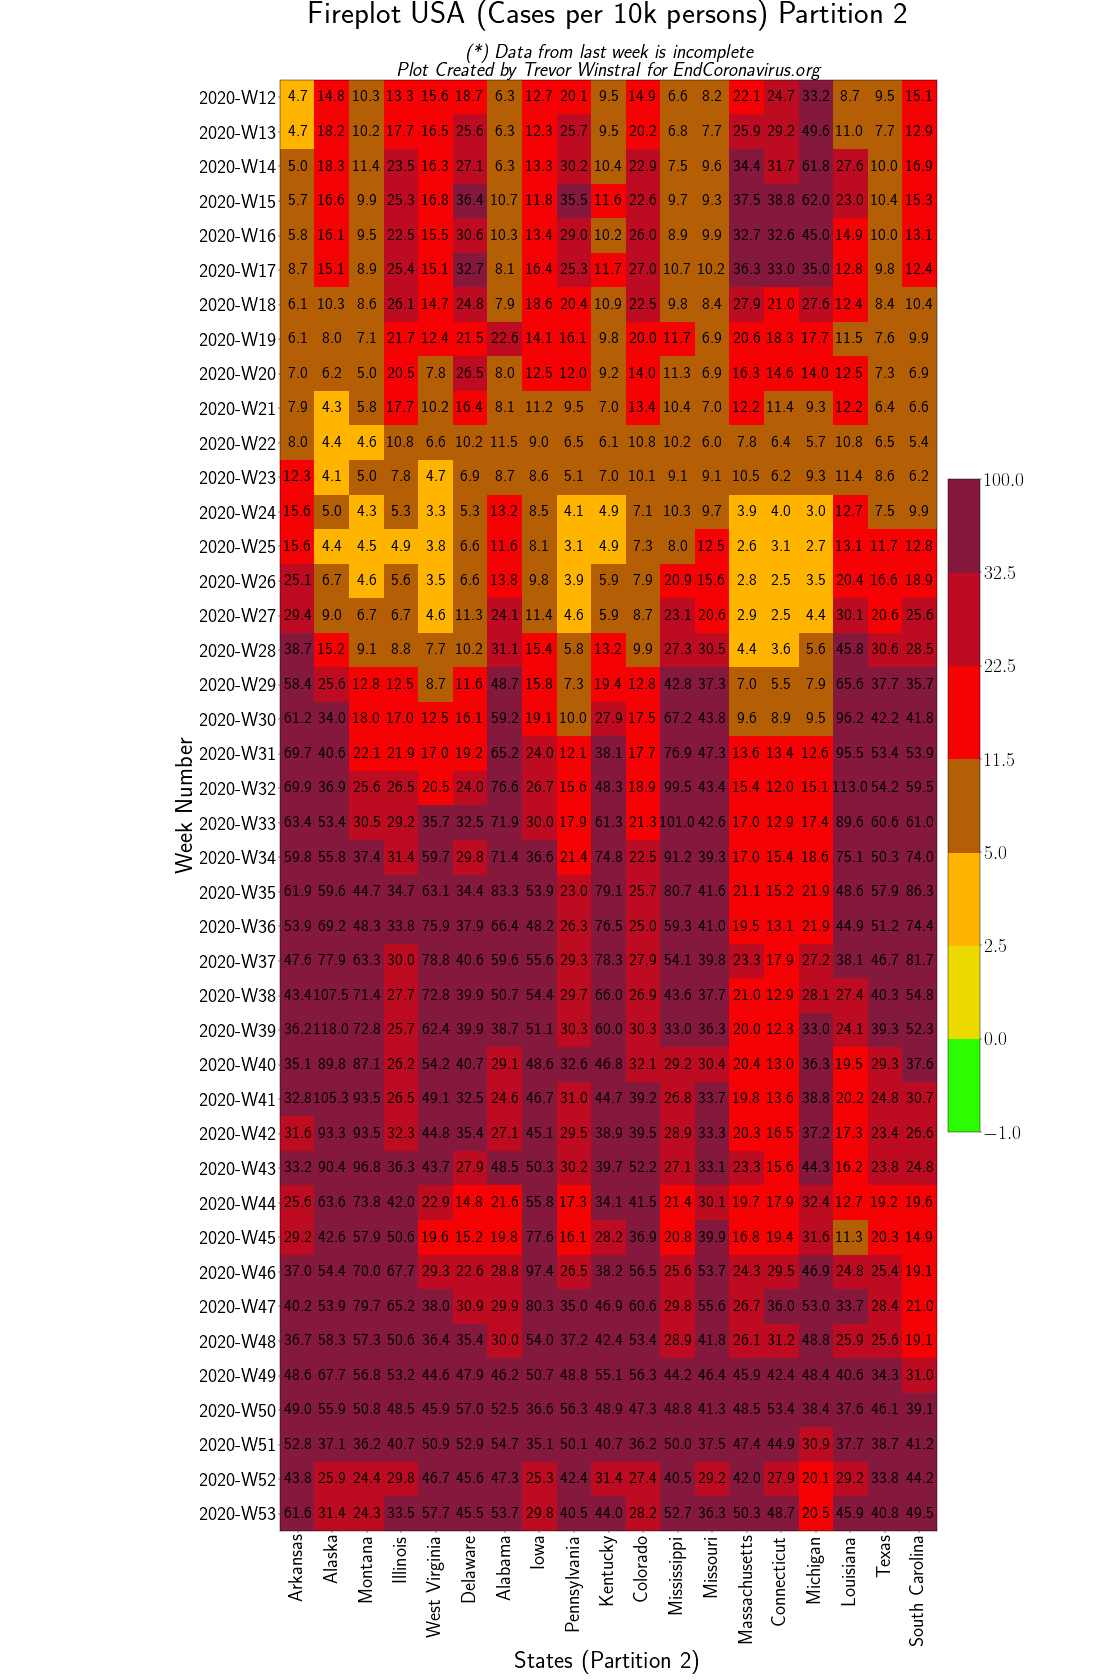 Fireplot USA (Cases per 10k persons) Partition 2
(*) Data from last week is incomplete
Plot Created by Trevor Winstral for EndCoronavirus.org
2020-W12 4.7 14.8 10.3 13.3 15.6 18.7 6.3 12.7 20.1 9.5 14.9 6.6 8.2 22.1 24.7 33.2 8.7 9.5 15.1
2020-W13 4.7 18.2 10.2 17.7 16.5 25.6 6.3 12.3 25.7 9.5 20.2 6.8 7.7 25.9 29.2 49.6 11.0 7.7 12.9
2020-W14 5.0 18.3 11.4 23.5 16.3 27.1 6.3 13.3 30.2 10.4 22.9 7.5 9.6 34.4 31.7 61.8 27.6 10.0 16.9
2020-W15 5.7 16.6 9.9 25.3 16.8 36.4 10.7 11.8 35.5 11.6 22.6 9.7 9.3 37.5 38.8 62.0 23.0 10.4 15.3
2020-W16 5.8 16.1 9.5 22.5 15.5 30.6 10.3 13.4 29.0 10.2 26.0 8.9 9.9 32.7 32.6 45.0 14.9 10.0 13.1
2020-W17 8.7 15.1 8.9 25.4 15.1 32.7 8.1 16.4 25.3 11.7 27.0 10.7 10.2 36.3 33.0 35.0 12.8 9.8 12.4
2020-W18 6.1 10.3 8.6 26.1 14.7 24.8 7.9 18.6 20.4 10.9 22.5 9.8 8.4 27.9 21.0 27.6 12.4 8.4 10.4
2020-W19 6.1 8.0 7.1 21.7 12.4 21.5 22.6 14.1 16.1 9.8 20.0 11.7 6.9 20.6 18.3 17.7 11.5 7.6 9.9
2020-W20 7.0 6.2 5.0 20.5 7.8 26.5 8.0 12.5 12.0 9.2 14.0 11.3 6.9 16.3 14.6 14.0 12.5 7.3 6.9
2020-W21 7.9 4.3 5.8 17.7 10.2 16.4 8.1 11.2 9.5 7.0 13.4 10.4 7.0 12.2 11.4 9.3 12.2 6.4 6.6
2020-W22 8.0 4.4 4.6 10.8 6.6 10.2 11.5 9.0 6.5 6.1 10.8 10.2 6.0 7.8 6.4 5.7 10.8 6.5 5.4
2020-W23 12.3 4.1 5.0 7.8 4.7 6.9 8.7 8.6 5.1 7.0 10.1 9.1 9.1 10.5 6.2 9.3 11.4 8.6 6.2
2020-W24 15.6 5.0 4.3 5.3 3.3 5.3 13.2 8.5 4.1 4.9 7.1 10.3 9.7 3.9 4.0 3.0 12.7 7.5 9.9
2020-W25 15.6 4.4 4.5 4.9 3.8 6.6 11.6 8.1 3.1 4.9 7.3 8.0 12.5 2.6 3.1 2.7 13.1 11.7 12.8
2020-W26 25.1 6.7 4.6 5.6 3.5 6.6 13.8 9.8 3.9 5.9 7.9 20.9 15.6 2.8 2.5 3.5 20.4 16.6 18.9
2020-W27 29.4 9.0 6.7 6.7 4.6 11.3 24.1 11.4 4.6 5.9 8.7 23.1 20.6 2.9 2.5 4.4 30.1 20.6 25.6
2020-W28 38.7 15.2 9.1 8.8 7.7 10.2 31.1 15.4 5.8 13.2 9.9 27.3 30.5 4.4 3.6 5.6 45.8 30.6 28.5
2020-W29 58.4 25.6 12.8 12.5 8.7 11.6 48.7 15.8 7.3 19.4 12.8 42.8 37.3 7.0 5.5 7.9 65.6 37.7 35.7
2020-W30 61.2 34.0 18.0 17.0 12.5 16.1 59.2 19.1 10.0 27.9 17.5 67.2 43.8 9.6 8.9 9.5 96.2 42.2 41.8
2020-W31 69.7 40.6 22.1 21.9 17.0 19.2 65.2 24.0 12.1 38.1 17.7 76.9 47.3 13.6 13.4 12.6 95.5 53.4 53.9
2020-W32 69.9 36.9 25.6 26.5 20.5 24.0 76.6 26.7 15.6 48.3 18.9 99.5 43.4 15.4 12.0 15.1 113.0 54.2 59.5
2020-W33 63.4 53.4 30.5 29.2 35.7 32.5 71.9 30.0 17.9 61.3 21.3 101.0 42.6 17.0 12.9 17.4 89.6 60.6 61.0
2020-W34 59.8 55.8 37.4 31.4 59.7 29.8 71.4 36.6 21.4 74.8 22.5 91.2 39.3 17.0 15.4 18.6 75.1 50.3 74.0
2020-W35 61.9 59.6 44.7 34.7 63.1 34.4 83.3 53.9 23.0 79.1 25.7 80.7 41.6 21.1 15.2 21.9 48.6 57.9 86.3
2020-W36 53.9 69.2 48.3 33.8 75.9 37.9 66.4 48.2 26.3 76.5 25.0 59.3 41.0 19.5 13.1 21.9 44.9 51.2 74.4
2020-W37 47.6 77.9 63.3 30.0 78.8 40.6 59.6 55.6 29.3 78.3 27.9 54.1 39.8 23.3 17.9 27.2 38.1 46.7 81.7
2020-W38 43.4 107.5 71.4 27.7 72.8 39.9 50.7 54.4 29.7 66.0 26.9 43.6 37.7 21.0 12.9 28.1 27.4 40.3 54.8
2020-W39 36.2 118.0 72.8 25.7 62.4 39.9 38.7 51.1 30.3 60.0 30.3 33.0 36.3 20.0 12.3 33.0 24.1 39.3 52.3
2020-W40 35.1 89.8 87.1 26.2 54.2 40.7 29.1 48.6 32.6 46.8 32.1 29.2 30.4 20.4 13.0 36.3 19.5 29.3 37.6
2020-W41 32.8 105.3 93.5 26.5 49.1 32.5 24.6 46.7 31.0 44.7 39.2 26.8 33.7 19.8 13.6 38.8 20.2 24.8 30.7
2020-W42 31.6 93.3 93.5 32.3 44.8 35.4 27.1 45.1 29.5 38.9 39.5 28.9 33.3 20.3 16.5 37.2 17.3 23.4 26.6
2020-W43 33.2 90.4 96.8 36.3 43.7 27.9 48.5 50.3 30.2 39.7 52.2 27.1 33.1 23.3 15.6 44.3 16.2 23.8 24.8
2020-W44 25.6 63.6 73.8 42.0 22.9 14.8 21.6 55.8 17.3 34.1 41.5 21.4 30.1 19.7 17.9 32.4 12.7 19.2 19.6
2020-W45 29.2 42.6 57.9 50.6 19.6 15.2 19.8 77.6 16.1 28.2 36.9 20.8 39.9 16.8 19.4 31.6 11.3 20.3 14.9
2020-W46 37.0 54.4 70.0 67.7 29.3 22.6 28.8 97.4 26.5 38.2 56.5 25.6 53.7 24.3 29.5 46.9 24.8 25.4 19.1
2020-W47 40.2 53.9 79.7 65.2 38.0 30.9 29.9 80.3 35.0 46.9 60.6 29.8 55.6 26.7 36.0 53.0 33.7 28.4 21.0
2020-W48 36.7 58.3 57.3 50.6 36.4 35.4 30.0 54.0 37.2 42.4 53.4 28.9 41.8 26.1 31.2 48.8 25.9 25.6 19.1
2020-W49 48.6 67.7 56.8 53.2 44.6 47.9 46.2 50.7 48.8 55.1 56.3 44.2 46.4 45.9 42.4 48.4 40.6 34.3 31.0
2020-W50 49.0 55.9 50.8 48.5 45.9 57.0 52.5 36.6 56.3 48.9 47.3 48.8 41.3 48.5 53.4 38.4 37.6 46.1 39.1
2020-W51 52.8 37.1 36.2 40.7 50.9 52.9 54.7 35.1 50.1 40.7 36.2 50.0 37.5 47.4 44.9 30.9 37.7 38.7 41.2
2020-W52 43.8 25.9 24.4 29.8 46.7 45.6 47.3 25.3 42.4 31.4 27.4 40.5 29.2 42.0 27.9 20.1 29.2 33.8 44.2
2020-W53 61.6 31.4 24.3 33.5 57.7 45.5 53.7 29.8 40.5 44.0 28.2 52.7 36.3 50.3 48.7 20.5 45.9 40.8 49.5
Week Number
Arkansas
Alaska
Montana
Illinois
West Virginia
Delaware
Alabama
Iowa
Pennsylvania
Kentucky
Colorado
Mississippi
Missouri
Massachusetts
Connecticut
Michigan
Louisiana
Texas
South Carolina
States (Partition 2)
100.0
32.5
22.5
11.5
5.0
2.5
0.0
−1.0